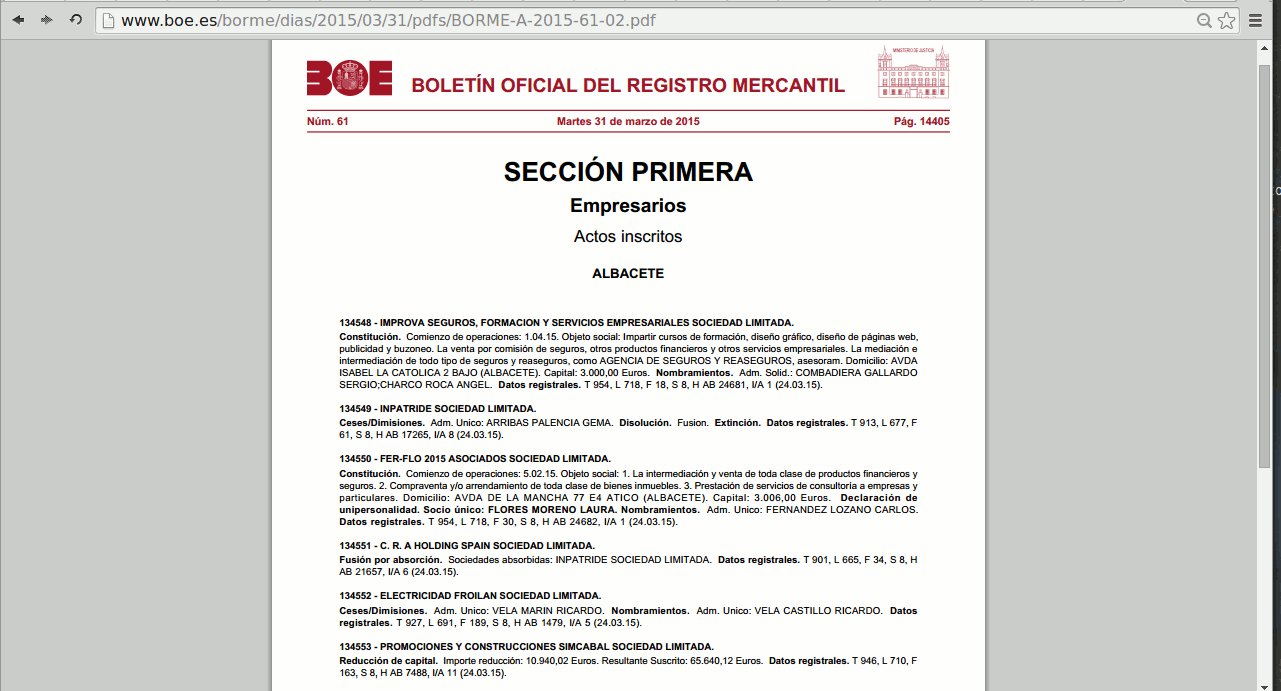 www.boe.es/borme/dias/2015/03/31/pdfs/BORME-A-2015-61-02.pdf
MINISTERIO DE JUSTICIA
BOE BOLETÍN OFICIAL DEL REGISTRO MERCANTIL
Núm. 61 Martes 31 de marzo de 2015 Pág. 14405
SECCIÓN PRIMERA
Empresarios
Actos inscritos
ALBACETE
134548 - IMPROVA SEGUROS, FORMACION Y SERVICIOS EMPRESARIALES SOCIEDAD LIMITADA.
Constitución. Comienzo de operaciones: 1.04.15. Objeto social: Impartir cursos de formación, diseño gráfico, diseño de páginas web,
publicidad y buzoneo. La venta por comisión de seguros, otros productos financieros y otros servicios empresariales. La mediación e
intermediación de todo tipo de seguros y reaseguros, como AGENCIA DE SEGUROS Y REASEGUROS, asesoram. Domicilio: AVDA
ISABEL LA CATOLICA 2 BAJO (ALBACETE). Capital: 3.000,00 Euros. Nombramientos. Adm. Solid.: COMBADIERA GALLARDO
SERGIO;CHARCO ROCA ANGEL. Datos registrales. T 954, L 718, F 18, S 8, H AB 24681, I/A 1 (24.03.15).
134549 - INPATRIDE SOCIEDAD LIMITADA.
Ceses/Dimisiones. Adm. Unico: ARRIBAS PALENCIA GEMA. Disolución. Fusion. Extinción. Datos registrales. T 913, L 677, F
61, S 8, H AB 17265, I/A 8 (24.03.15).
134550 - FER-FLO 2015 ASOCIADOS SOCIEDAD LIMITADA.
Constitución. Comienzo de operaciones: 5.02.15. Objeto social: 1. La intermediación y venta de toda clase de productos financieros y
seguros. 2. Compraventa y/o arrendamiento de toda clase de bienes inmuebles. 3. Prestación de servicios de consultoría a empresas y
particulares. Domicilio: AVDA DE LA MANCHA 77 E4 ATICO (ALBACETE). Capital: 3.006,00 Euros. Declaración de
unipersonalidad. Socio único: FLORES MORENO LAURA. Nombramientos. Adm. Unico: FERNANDEZ LOZANO CARLOS.
Datos registrales. T 954, L 718, F 30, S 8, H AB 24682, I/A 1 (24.03.15).
134551 - C. R. A HOLDING SPAIN SOCIEDAD LIMITADA.
Fusión por absorción. Sociedades absorbidas: INPATRIDE SOCIEDAD LIMITADA. Datos registrales. T 901, L 665, F 34, S 8, H
AB 21657, I/A 6 (24.03.15).
134552 - ELECTRICIDAD FROILAN SOCIEDAD LIMITADA.
Ceses/Dimisiones. Adm. Unico: VELA MARIN RICARDO. Nombramientos. Adm. Unico: VELA CASTILLO RICARDO. Datos
registrales. T 927, L 691, F 189, S 8, H AB 1479, I/A 5 (24.03.15).
134553 - PROMOCIONES Y CONSTRUCCIONES SIMCABAL SOCIEDAD LIMITADA.
Reducción de capital. Importe reducción: 10.940,02 Euros. Resultante Suscrito: 65.640,12 Euros. Datos registrales. T 946, L 710, F
163, S 8, H AB 7488, I/A 11 (24.03.15).